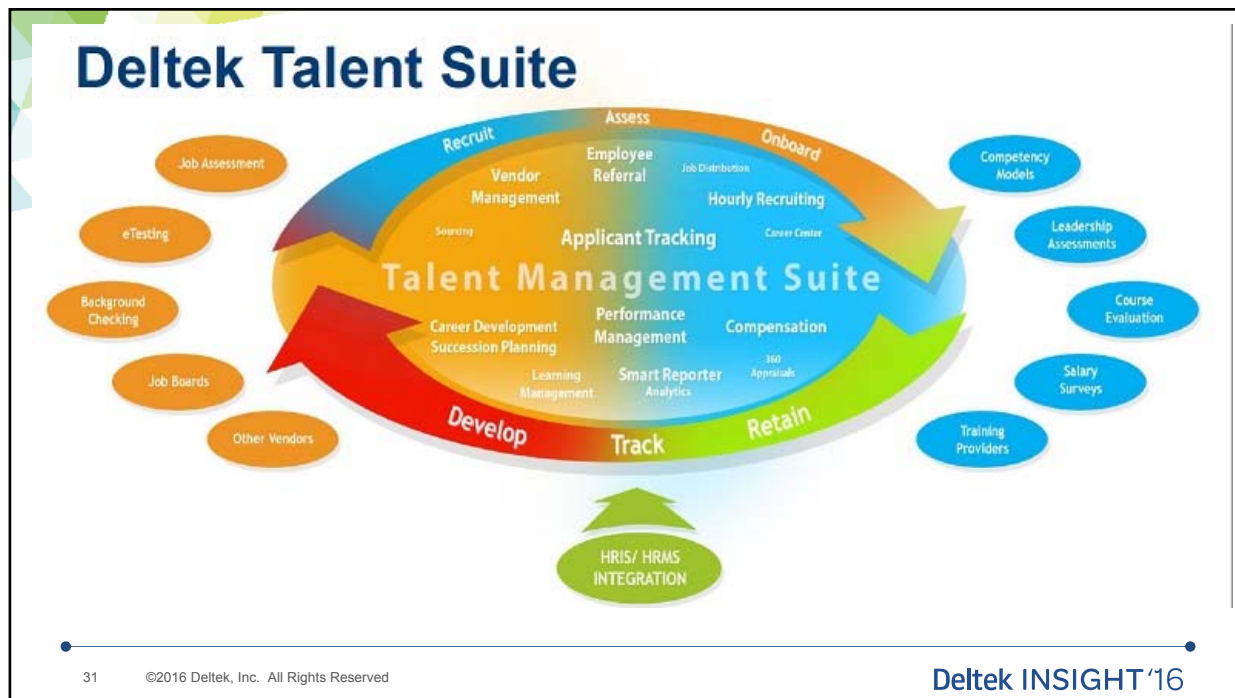 Deltek Talent Suite
Recruit
Assess
Onboard
Job Assessment
eTesting
Background
Checking
Job Boards
Other Vendors
Vendor
Management
Employee
Referral
Job Distribution
Hourly Recruiting
Sourcing
Applicant Tracking
Career Center
Talent Management Suite
Career Development
Succession Planning
Performance
Management
Compensation
Learning
Management
Smart Reporter
Analytics
360
Appraisals
Develop
Track
Retain
Competency
Models
Leadership
Assessments
Course
Evaluation
Salary
Surveys
Training
Providers
HRIS/ HRMS
INTEGRATION
31 ©2016 Deltek, Inc. All Rights Reserved
Deltek INSIGHT '16